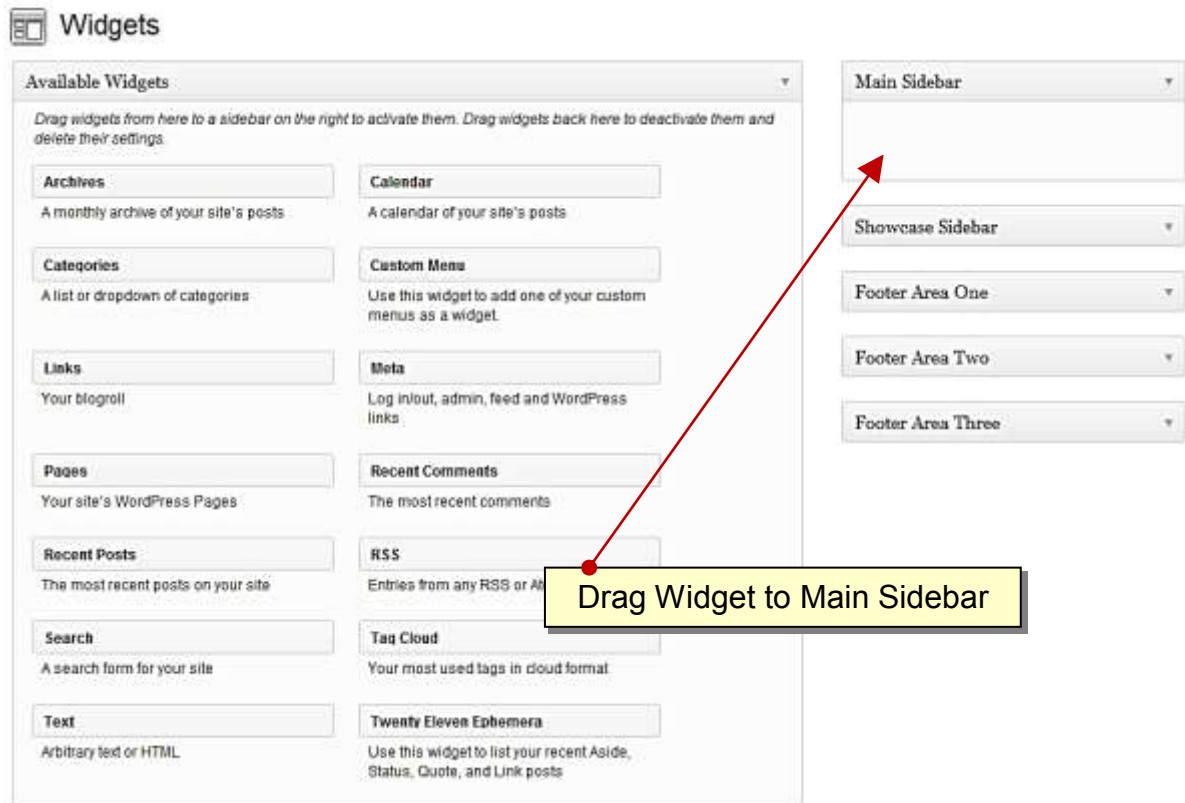 Widgets
Available Widgets
Drag widgets from here to a sidebar on the right to activate them. Drag widgets back here to deactivate them and
delete their settings.
Archives
A monthly archive of your site's posts
Calendar
A calendar of your site's posts
Categories
A list or dropdown of categories
Custom Menu
Use this widget to add one of your custom
menus as a widget.
Links
Your blogroll
Meta
Log in/out, admin, feed and WordPress
links
Pages
Your site's WordPress Pages
Recent Comments
The most recent comments
Recent Posts
The most recent posts on your site
RSS
Entries from any RSS or
Search
A search form for your site
Tag Cloud
Your most used tags in cloud format
Text
Arbitrary text or HTML
Twenty Eleven Ephemera
Use this widget to list your recent Aside,
Status, Quote, and Link posts
Main Sidebar
Showcase Sidebar
Footer Area One
Footer Area Two
Footer Area Three
Drag Widget to Main Sidebar